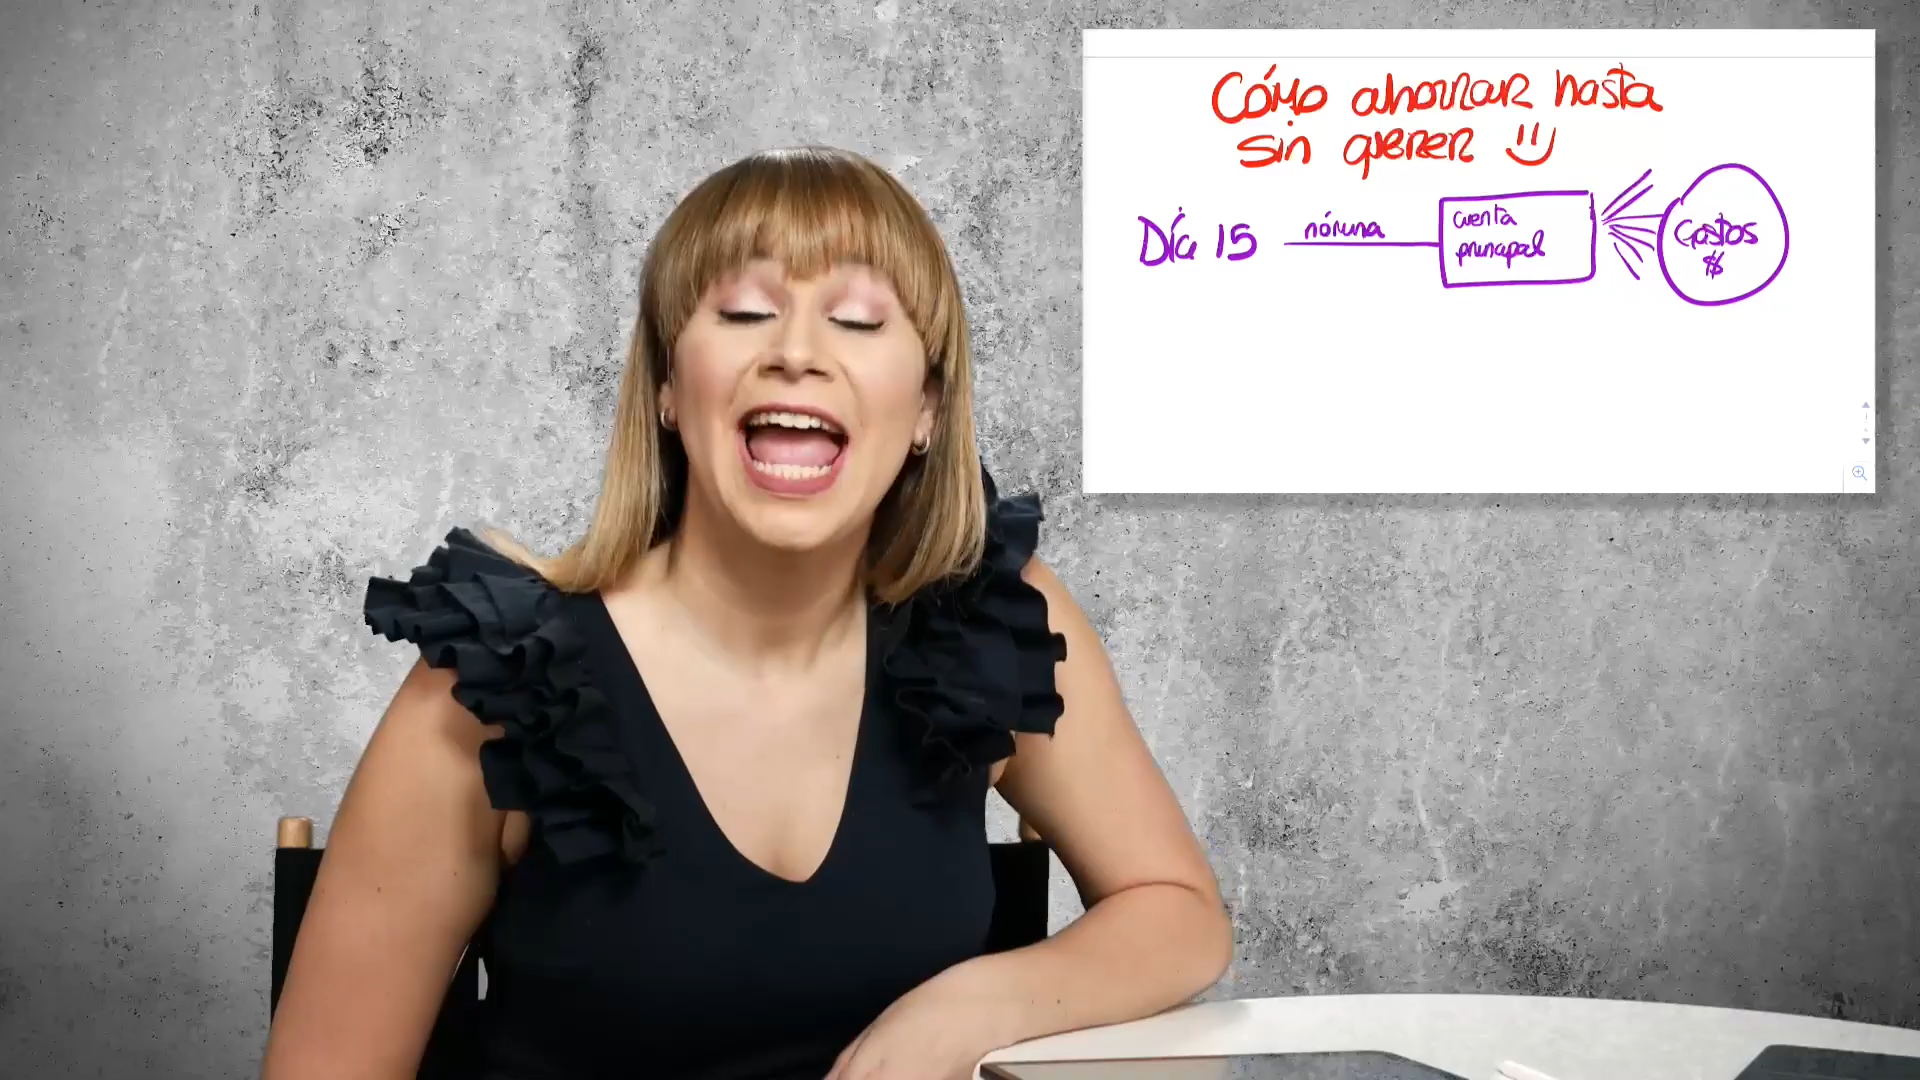 Cómo ahorrar hasta
sin querer
Día 15
nómina
cuenta
principal
Gastos
$